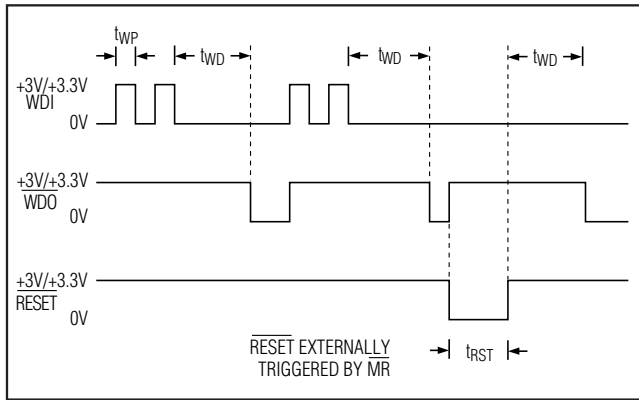 tWP
tWD
tWD
tWD
+3V/+3.3V
WDI
0V
+3V/+3.3V
WDO
0V
+3V/+3.3V
RESET
0V
RESET EXTERNALLY
TRIGGERED BY MR
tRST